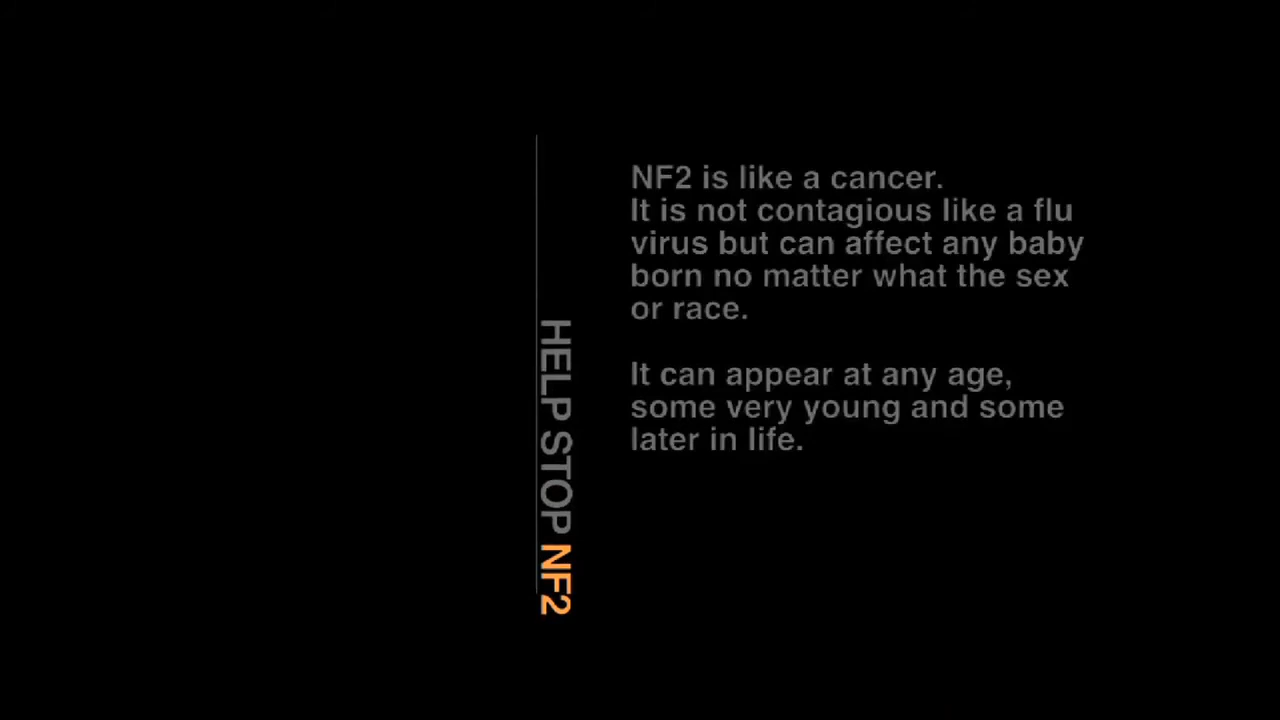 HELP STOP NF2
NF2 is like a cancer.
It is not contagious like a flu
virus but can affect any baby
born no matter what the sex
or race.
It can appear at any age,
some very young and some
later in life.